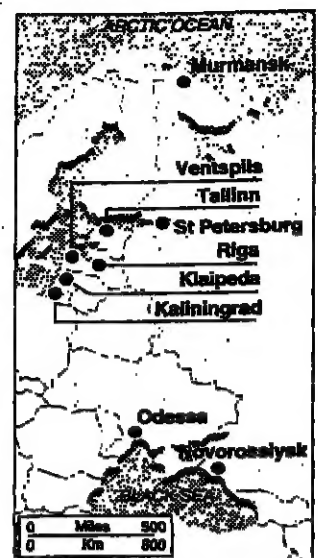 ARCTIC OCEAN
Murmansk
Ventspils
Tallinn
St Petersburg
Riga
Klaipeda
Kaliningrad
Odessa
Novorossiysk
BLACK SEA
0 Miles 500
0 Km 800